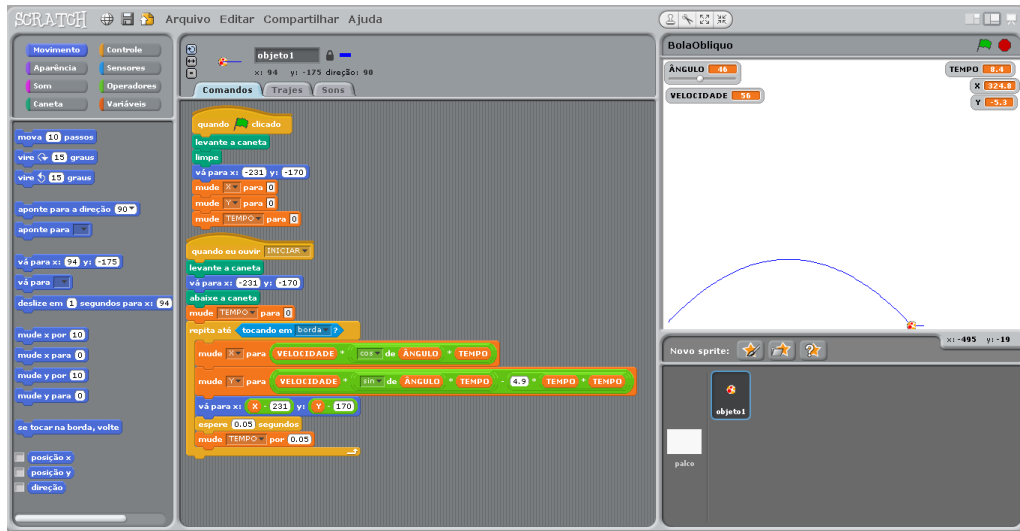 SCRATCH Arquivo Editar Compartilhar Ajuda
Movimento Controle
Aparência Sensores
Som Operadores
Caneta Variáveis
mova 10 passos
vire 15 graus
vire 15 graus
aponte para a direção 90
aponte para
vá para x: 94 y: -175
vá para
deslize em 1 segundos para x: 94
mude x por 10
mude x para 0
mude y por 10
mude y para 0
se tocar na borda, volte
posição x
posição y
direção
objeto1
x: 94 y: -175 direção: 90
Comandos Trajes Sons
quando clicado
levante a caneta
limpe
vá para x: -231 y: -170
mude X para 0
mude Y para 0
mude TEMPO para 0
quando eu ouvir INICIAR
levante a caneta
vá para x: -231 y: -170
abaixe a caneta
mude TEMPO para 0
repita até tocando em borda ?
mude X para VELOCIDADE * cos de ÂNGULO * TEMPO
mude Y para VELOCIDADE * sin de ÂNGULO * TEMPO - 4.9 * TEMPO * TEMPO
vá para x: X - 231 y: Y - 170
espere 0.05 segundos
mude TEMPO por 0.05
BolaObliquo
ÂNGULO 46
VELOCIDADE 56
TEMPO 8.4
X 324.8
Y -5.3
x: -495 y: -19
Novo sprite:
objeto1
palco